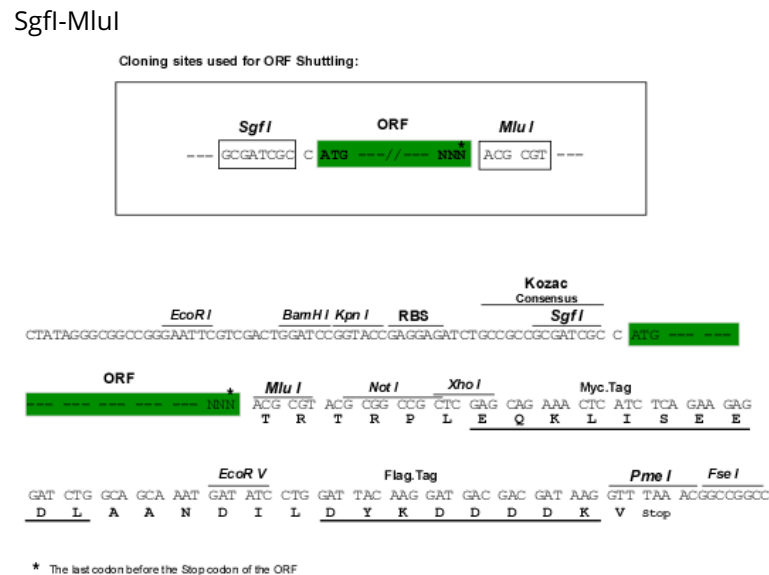 SgfI-MluI
Cloning sites used for ORF Shuttling:
Sgf I ORF Mlu I
--- GCGATCGC C ATG ---//--- NNN* ACG CGT ---
Kozac
Consensus
EcoR I BamH I Kpn I RBS Sgf I
CTATAGGGCGGCCGGGAATTCGTCGACTGGATCCGGTACCGAGGAGATCTGCCGCCGCGATCGC C ATG --- ---
ORF
Mlu I Not I Xho I Myc.Tag
--- --- --- --- --- --- NNN* ACG CGT ACG CGG CCG CTC GAG CAG AAA CTC ATC TCA GAA GAG
T R T R P L E Q K L I S E E
EcoR V Flag.Tag Pme I Fse I
GAT CTG GCA GCA AAT GAT ATC CTG GAT TAC AAG GAT GAC GAC GAT AAG GTT TAA ACGGCCGGCC
D L A A N D I L D Y K D D D D K V Stop
* The last codon before the Stop codon of the ORF